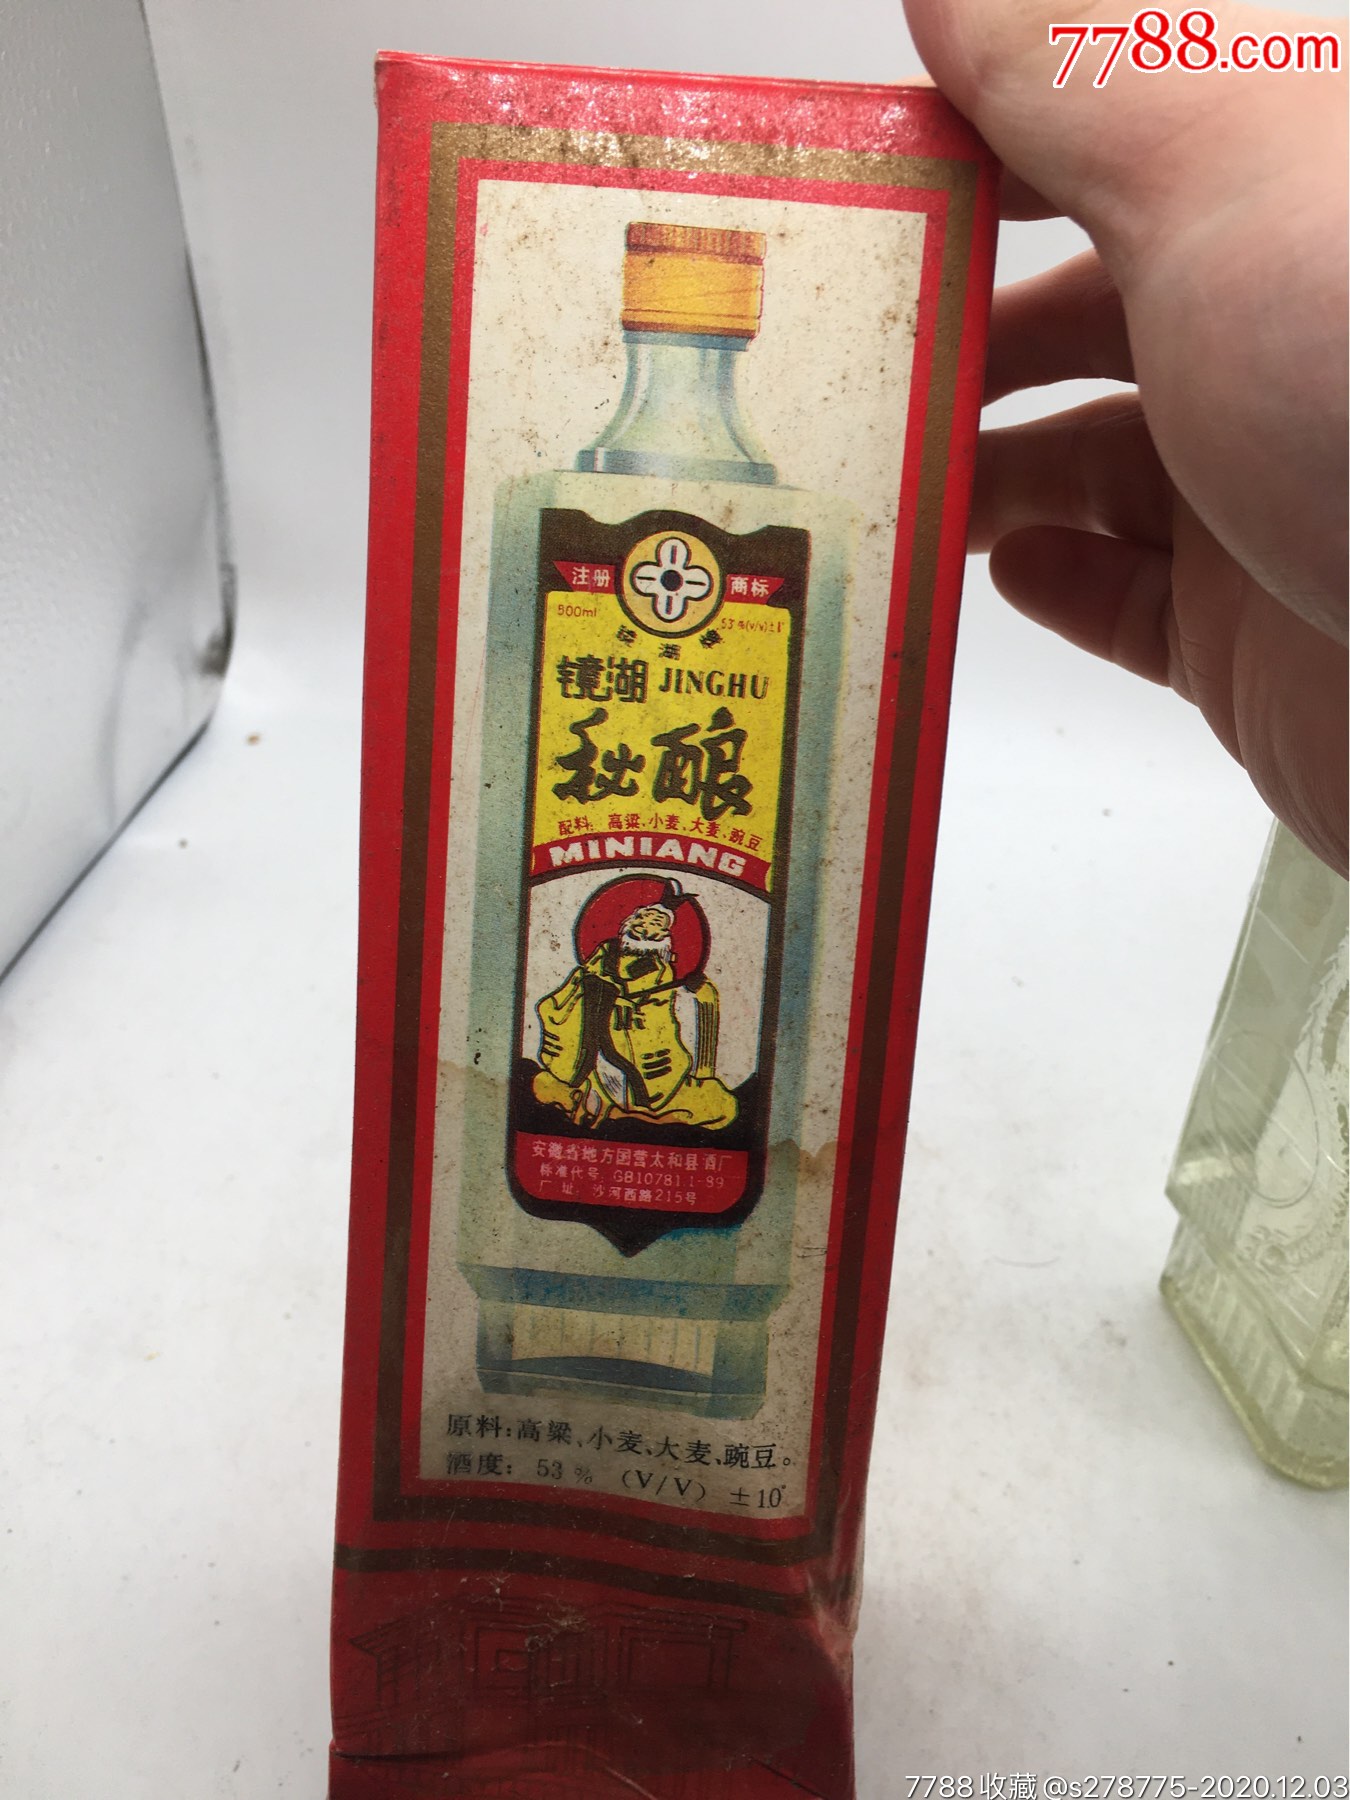 7788.com
注册 商标
500ml
53%(V/V)±1°
镜湖牌
镜湖 JINGHU
秘酿
配料：高粱、小麦、大麦、豌豆
MINIANG
安徽省地方国营太和县酒厂
标准代号：GB10781.1-89
厂址：沙河西路215号
原料：高粱、小麦、大麦、豌豆。
酒度：53%（V/V）±1.0°
7788收藏@s278775-2020.12.03